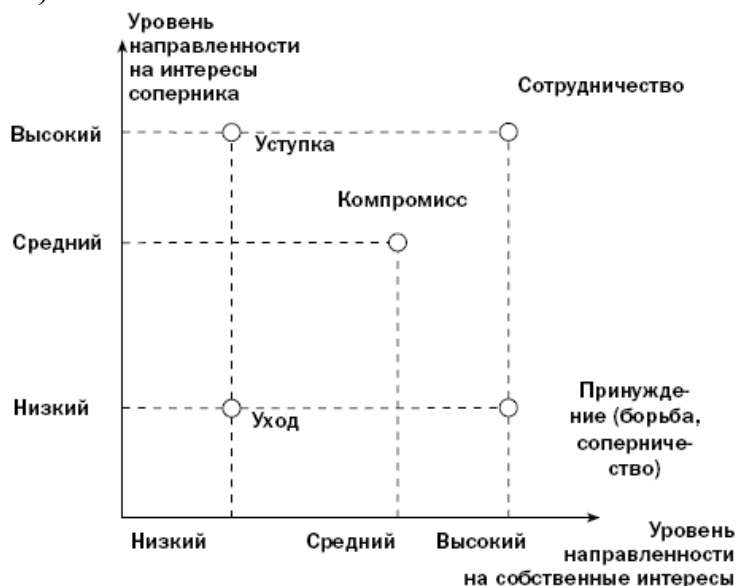 )
Уровень
направленности
на интересы
соперника
Сотрудничество
Высокий
Уступка
Компромисс
Средний
Принужде-
ние (борьба,
соперниче-
ство)
Низкий
Уход
Низкий
Средний
Высокий
Уровень
направленности
на собственные интересы